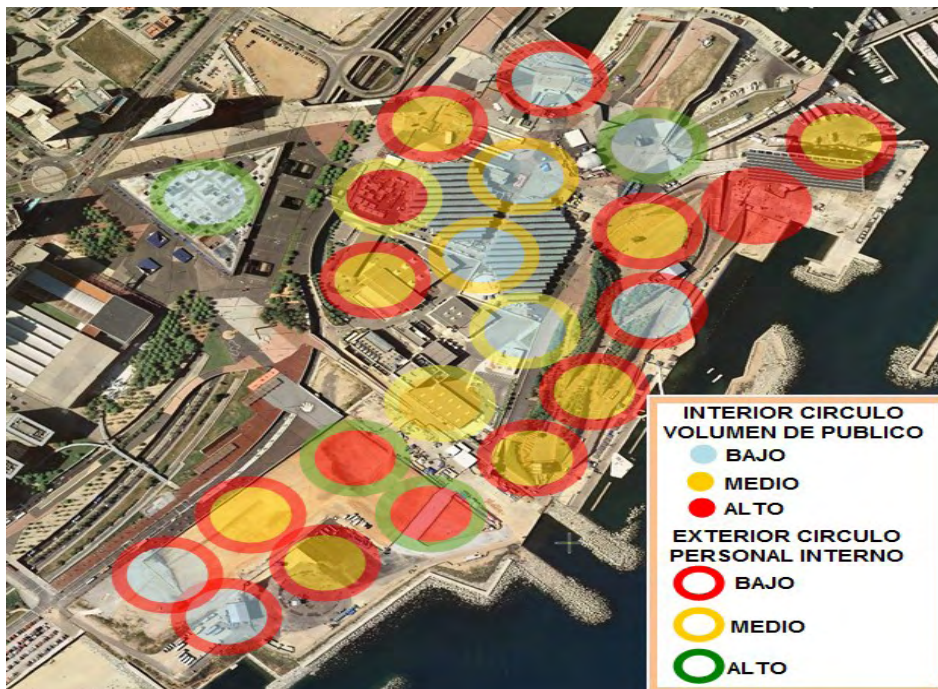 INTERIOR CIRCULO
VOLUMEN DE PUBLICO
BAJO
MEDIO
ALTO
EXTERIOR CIRCULO
PERSONAL INTERNO
BAJO
MEDIO
ALTO